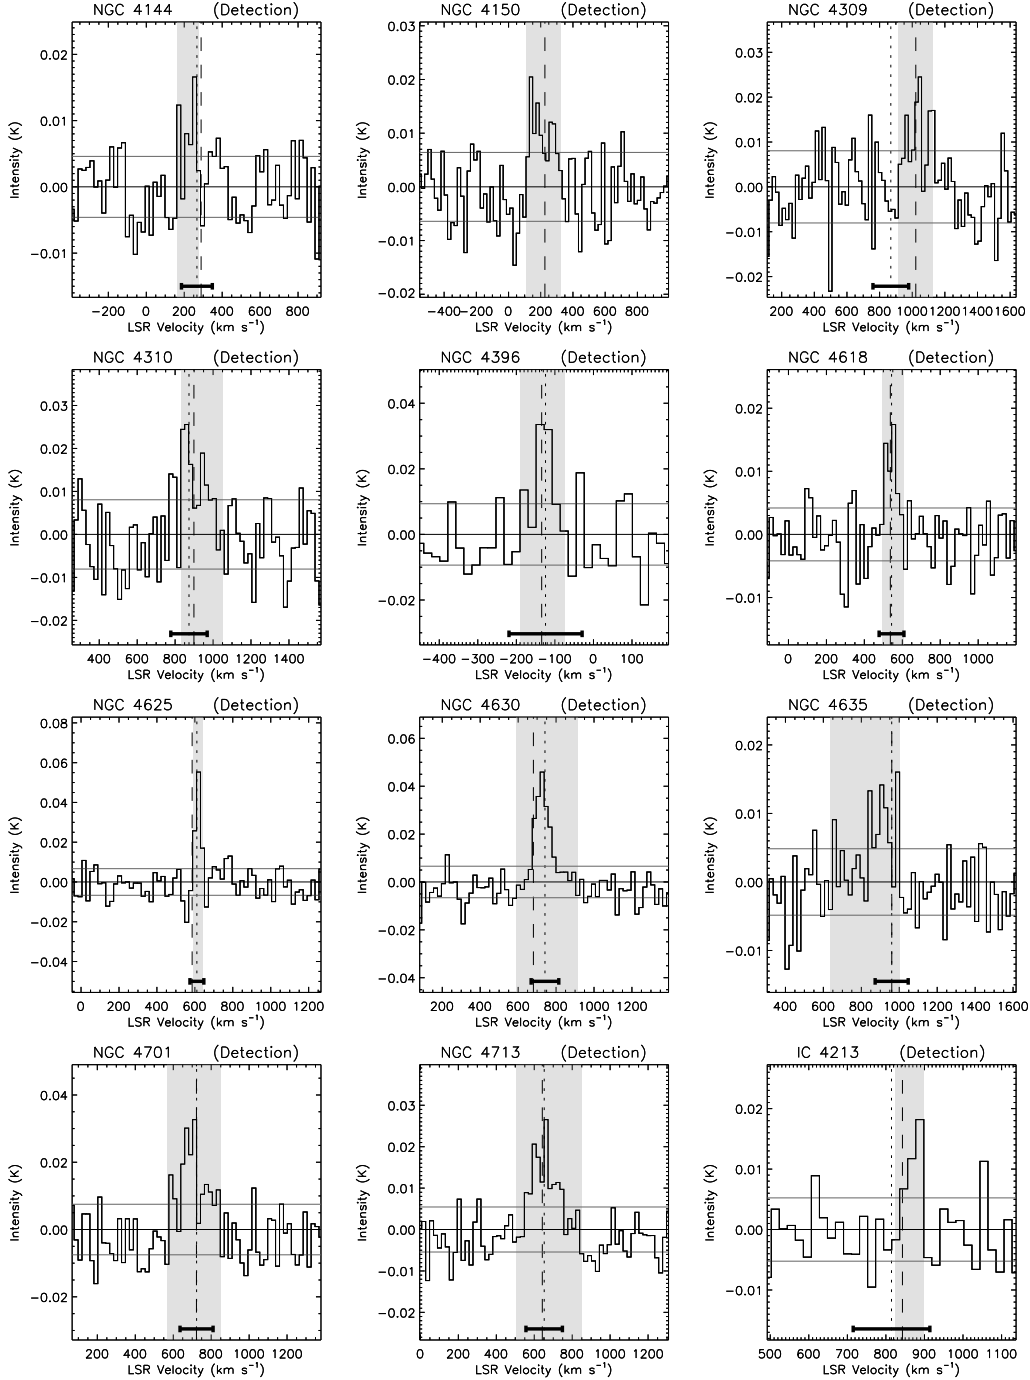 NGC 4144 (Detection) NGC 4150 (Detection) NGC 4309 (Detection)
Intensity (K) 0.02 0.01 0.00 −0.01
Intensity (K) 0.03 0.02 0.01 0.00 −0.01 −0.02
Intensity (K) 0.03 0.02 0.01 0.00 −0.01 −0.02
−200 0 200 400 600 800
−400−200 0 200 400 600 800
200 400 600 800 1000 1200 1400 1600
LSR Velocity (km s⁻¹) LSR Velocity (km s⁻¹) LSR Velocity (km s⁻¹)
NGC 4310 (Detection) NGC 4396 (Detection) NGC 4618 (Detection)
Intensity (K) 0.03 0.02 0.01 0.00 −0.01 −0.02
Intensity (K) 0.04 0.02 0.00 −0.02
Intensity (K) 0.02 0.01 0.00 −0.01
400 600 800 1000 1200 1400
−400 −300 −200 −100 0 100
0 200 400 600 800 1000
LSR Velocity (km s⁻¹) LSR Velocity (km s⁻¹) LSR Velocity (km s⁻¹)
NGC 4625 (Detection) NGC 4630 (Detection) NGC 4635 (Detection)
Intensity (K) 0.08 0.06 0.04 0.02 0.00 −0.02 −0.04
Intensity (K) 0.06 0.04 0.02 0.00 −0.02 −0.04
Intensity (K) 0.02 0.01 0.00 −0.01
0 200 400 600 800 1000 1200
200 400 600 800 1000 1200
400 600 800 1000 1200 1400 1600
LSR Velocity (km s⁻¹) LSR Velocity (km s⁻¹) LSR Velocity (km s⁻¹)
NGC 4701 (Detection) NGC 4713 (Detection) IC 4213 (Detection)
Intensity (K) 0.04 0.02 0.00 −0.02
Intensity (K) 0.03 0.02 0.01 0.00 −0.01 −0.02
Intensity (K) 0.02 0.01 0.00 −0.01
200 400 600 800 1000 1200
0 200 400 600 800 1000 1200
500 600 700 800 900 1000 1100
LSR Velocity (km s⁻¹) LSR Velocity (km s⁻¹) LSR Velocity (km s⁻¹)